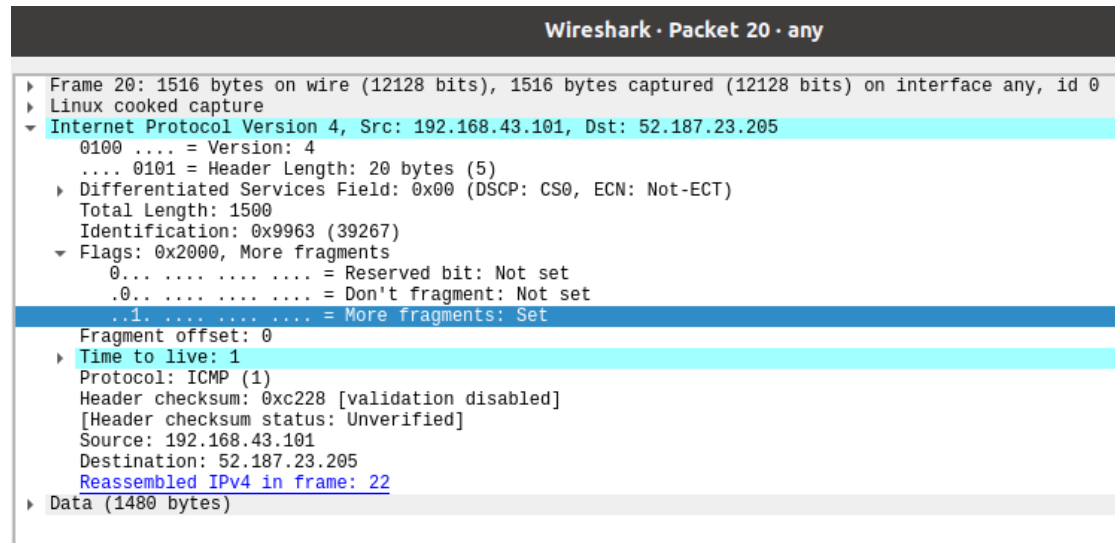 Wireshark · Packet 20 · any
Frame 20: 1516 bytes on wire (12128 bits), 1516 bytes captured (12128 bits) on interface any, id 0
Linux cooked capture
Internet Protocol Version 4, Src: 192.168.43.101, Dst: 52.187.23.205
0100 .... = Version: 4
.... 0101 = Header Length: 20 bytes (5)
Differentiated Services Field: 0x00 (DSCP: CS0, ECN: Not-ECT)
Total Length: 1500
Identification: 0x9963 (39267)
Flags: 0x2000, More fragments
0... .... .... .... = Reserved bit: Not set
.0.. .... .... .... = Don't fragment: Not set
..1. .... .... .... = More fragments: Set
Fragment offset: 0
Time to live: 1
Protocol: ICMP (1)
Header checksum: 0xc228 [validation disabled]
[Header checksum status: Unverified]
Source: 192.168.43.101
Destination: 52.187.23.205
Reassembled IPv4 in frame: 22
Data (1480 bytes)